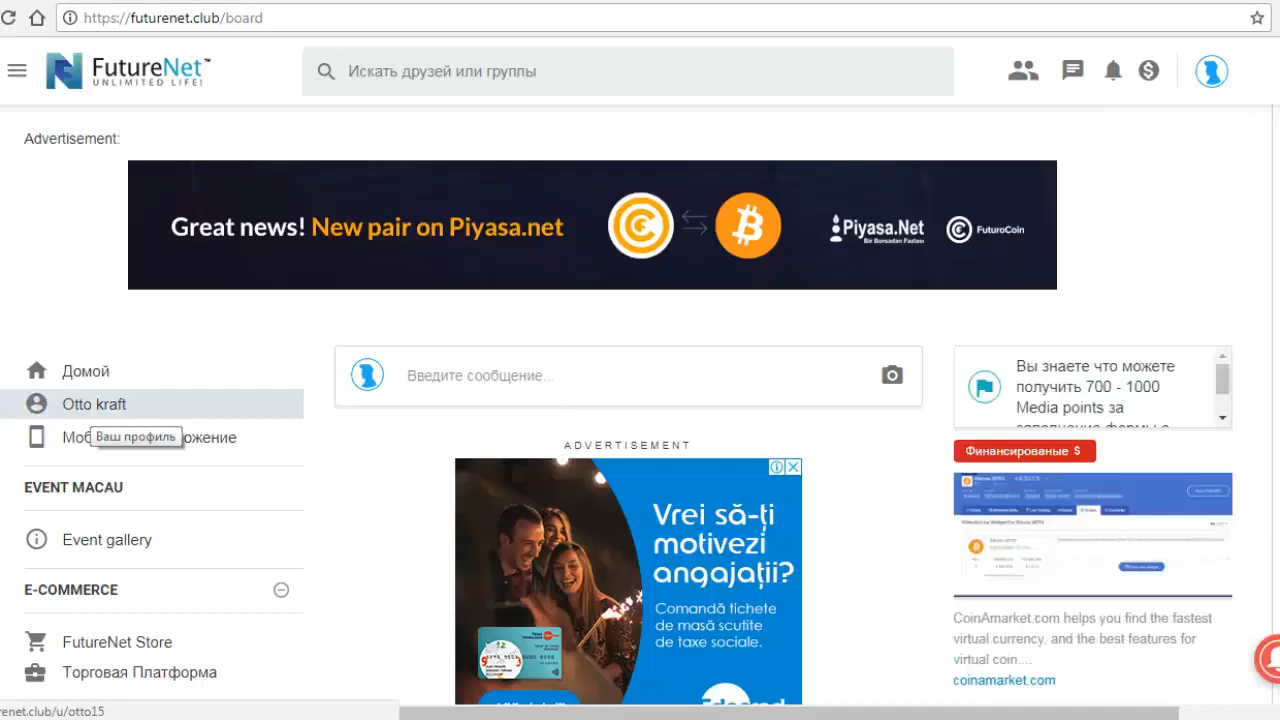 https://futurenet.club/board
FutureNet™
UNLIMITED LIFE!
Искать друзей или группы
Advertisement:
Great news! New pair on Piyasa.net
Piyasa.Net
Bir Borsadan Fazlası
FuturoCoin
Домой
Otto kraft
Моб
ожение
Ваш профиль
EVENT MACAU
Event gallery
E-COMMERCE
FutureNet Store
Торговая Платформа
renet.club/u/otto15
Введите сообщение...
ADVERTISEMENT
Vrei să-ți
motivezi
angajații?
Comandă tichete
de masă scutite
de taxe sociale.
Вы знаете что можете
получить 700 - 1000
Media points за
Финансированые $
CoinAmarket.com helps you find the fastest
virtual currency, and the best features for
virtual coin....
coinamarket.com